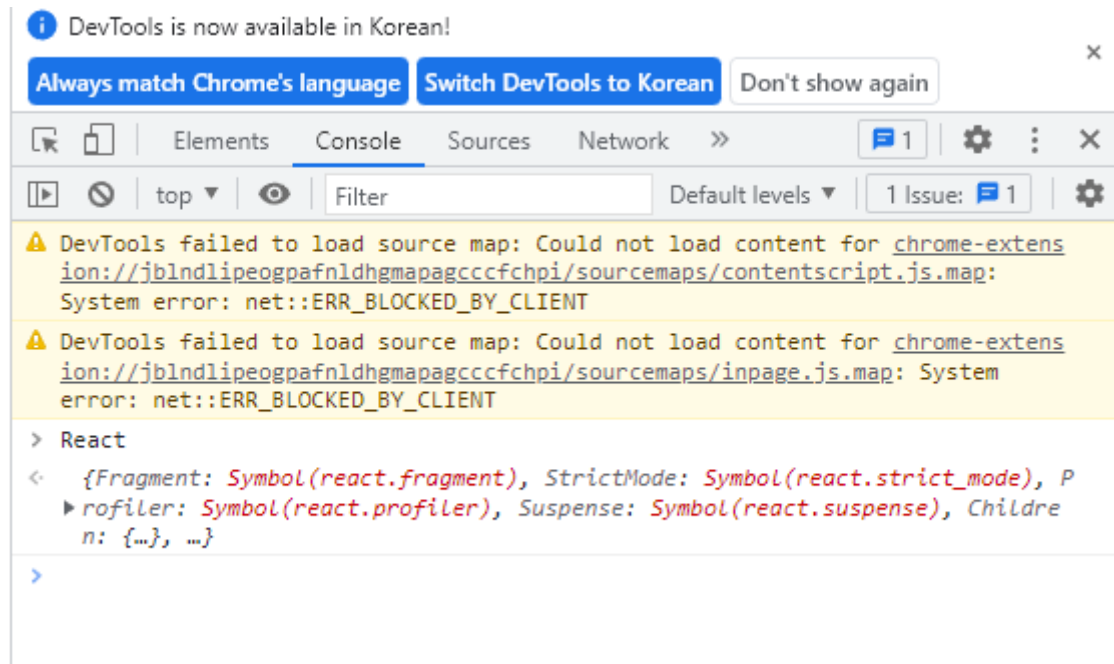 DevTools is now available in Korean!
Always match Chrome's language Switch DevTools to Korean Don't show again
Elements Console Sources Network 1
top Filter Default levels 1 Issue: 1
DevTools failed to load source map: Could not load content for chrome-extens
ion://jblndlipeogpafnldhgmapagcccfchpi/sourcemaps/contentscript.js.map:
System error: net::ERR_BLOCKED_BY_CLIENT
DevTools failed to load source map: Could not load content for chrome-extens
ion://jblndlipeogpafnldhgmapagcccfchpi/sourcemaps/inpage.js.map: System
error: net::ERR_BLOCKED_BY_CLIENT
> React
{Fragment: Symbol(react.fragment), StrictMode: Symbol(react.strict_mode), P
rofiler: Symbol(react.profiler), Suspense: Symbol(react.suspense), Childre
n: {…}, …}